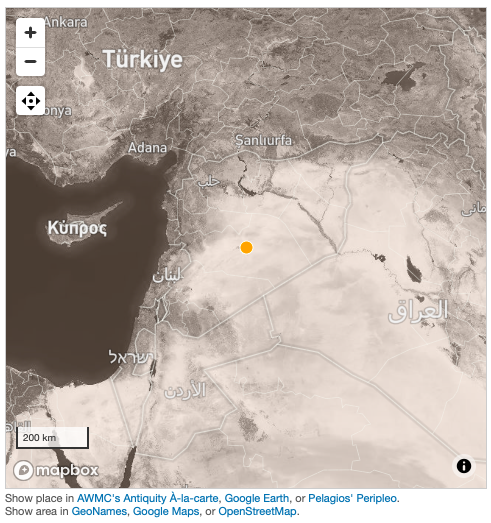 Ankara
+
Türkiye
−
onya
Şanlıurfa
Adana
حلب
Κύπρος
لبنان
العراق
ישראל
الأردن
200 km
mapbox
Show place in AWMC's Antiquity À-la-carte, Google Earth, or Pelagios' Peripleo.
Show area in GeoNames, Google Maps, or OpenStreetMap.